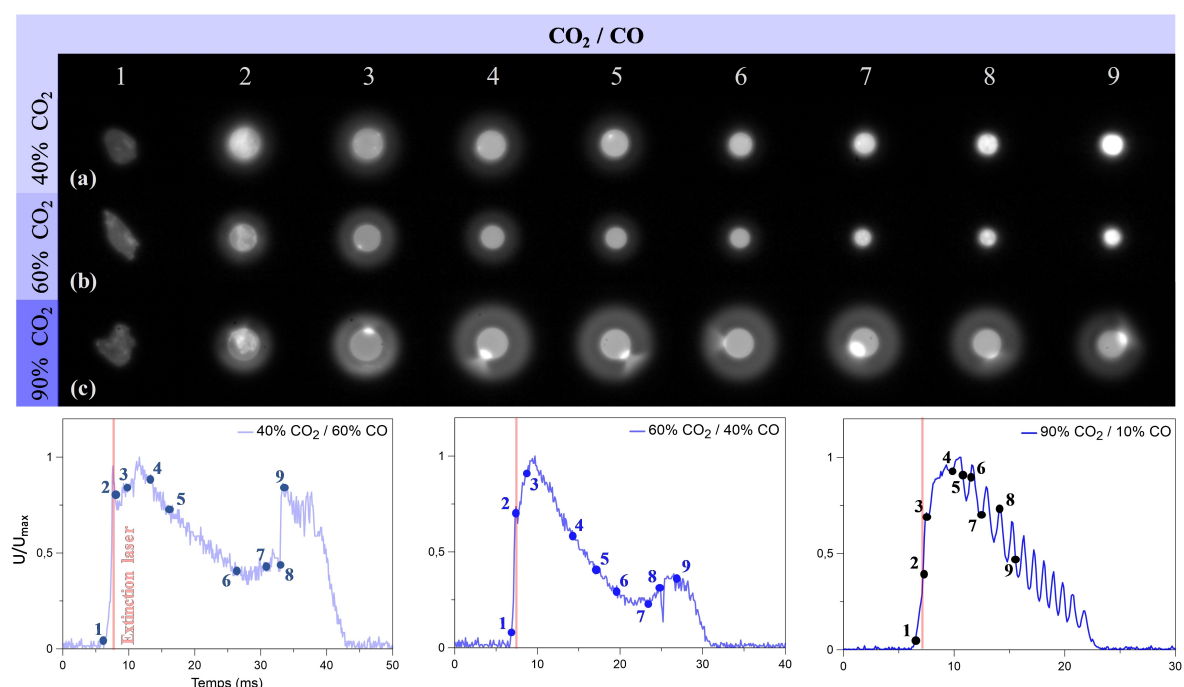 CO₂ / CO
1 2 3 4 5 6 7 8 9
40% CO₂
(a)
60% CO₂
(b)
90% CO₂
(c)
U/Uₘₐₓ
1
0,5
0
40% CO₂ / 60% CO
1
2
3
4
5
6
7
8
9
Extinction laser
0 10 20 30 40 50
Temps (ms)
1
0,5
0
60% CO₂ / 40% CO
1
2
3
4
5
6
7
8
9
0 10 20 30 40
1
0,5
0
90% CO₂ / 10% CO
1
2
3
4
5
6
7
8
9
0 10 20 30